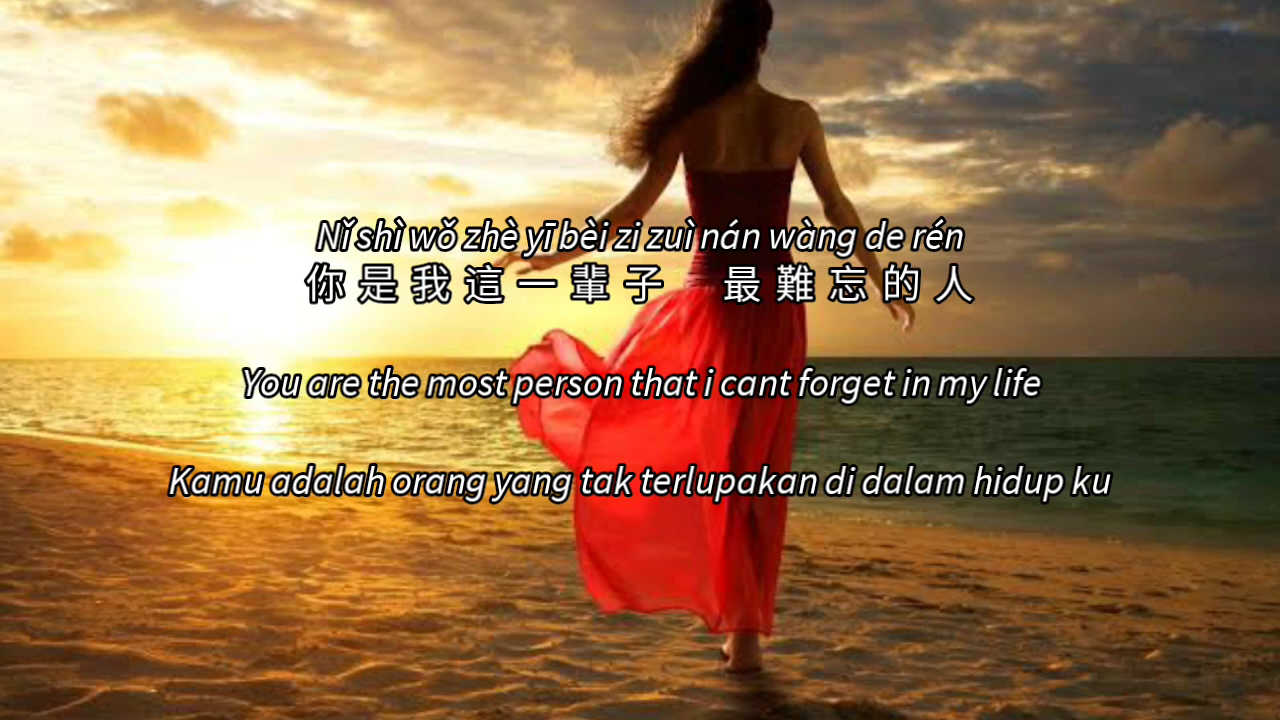 Nǐ shì wǒ zhè yī bèi zi zuì nán wàng de rén
你是我這一輩子 最難忘的人
You are the most person that i cant forget in my life
Kamu adalah orang yang tak terlupakan di dalam hidup ku